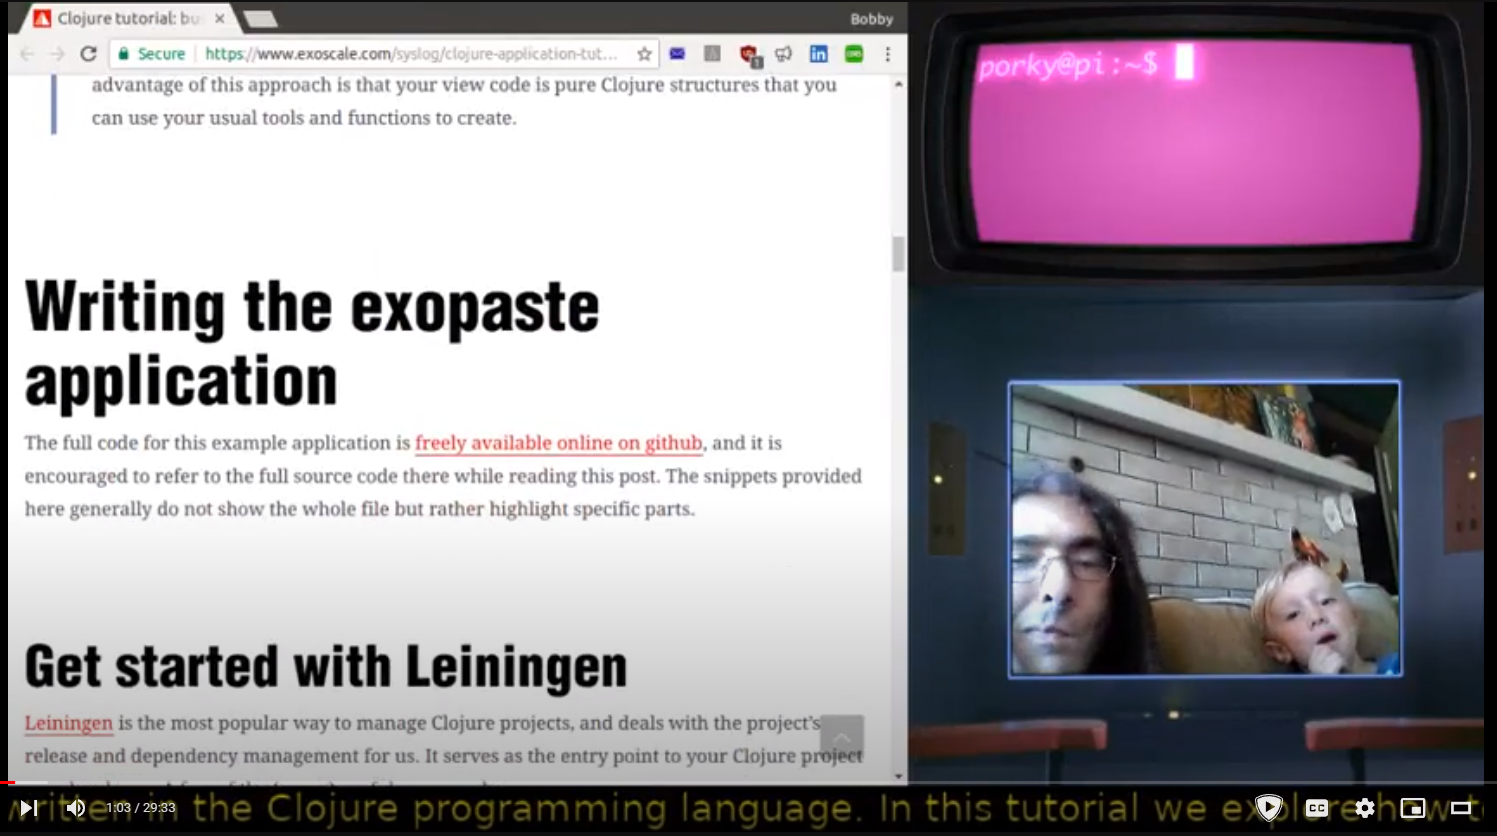 Clojure tutorial: bu
Bobby
Secure
https://www.exoscale.com/syslog/clojure-application-tut...
advantage of this approach is that your view code is pure Clojure structures that you
can use your usual tools and functions to create.
Writing the exopaste
application
The full code for this example application is freely available online on github, and it is
encouraged to refer to the full source code there while reading this post. The snippets provided
here generally do not show the whole file but rather highlight specific parts.
Get started with Leiningen
Leiningen is the most popular way to manage Clojure projects, and deals with the project's
release and dependency management for us. It serves as the entry point to your Clojure project
porky@pi:~$
written in the Clojure programming language. In this tutorial we explore how t
1:03 / 29:33
CC